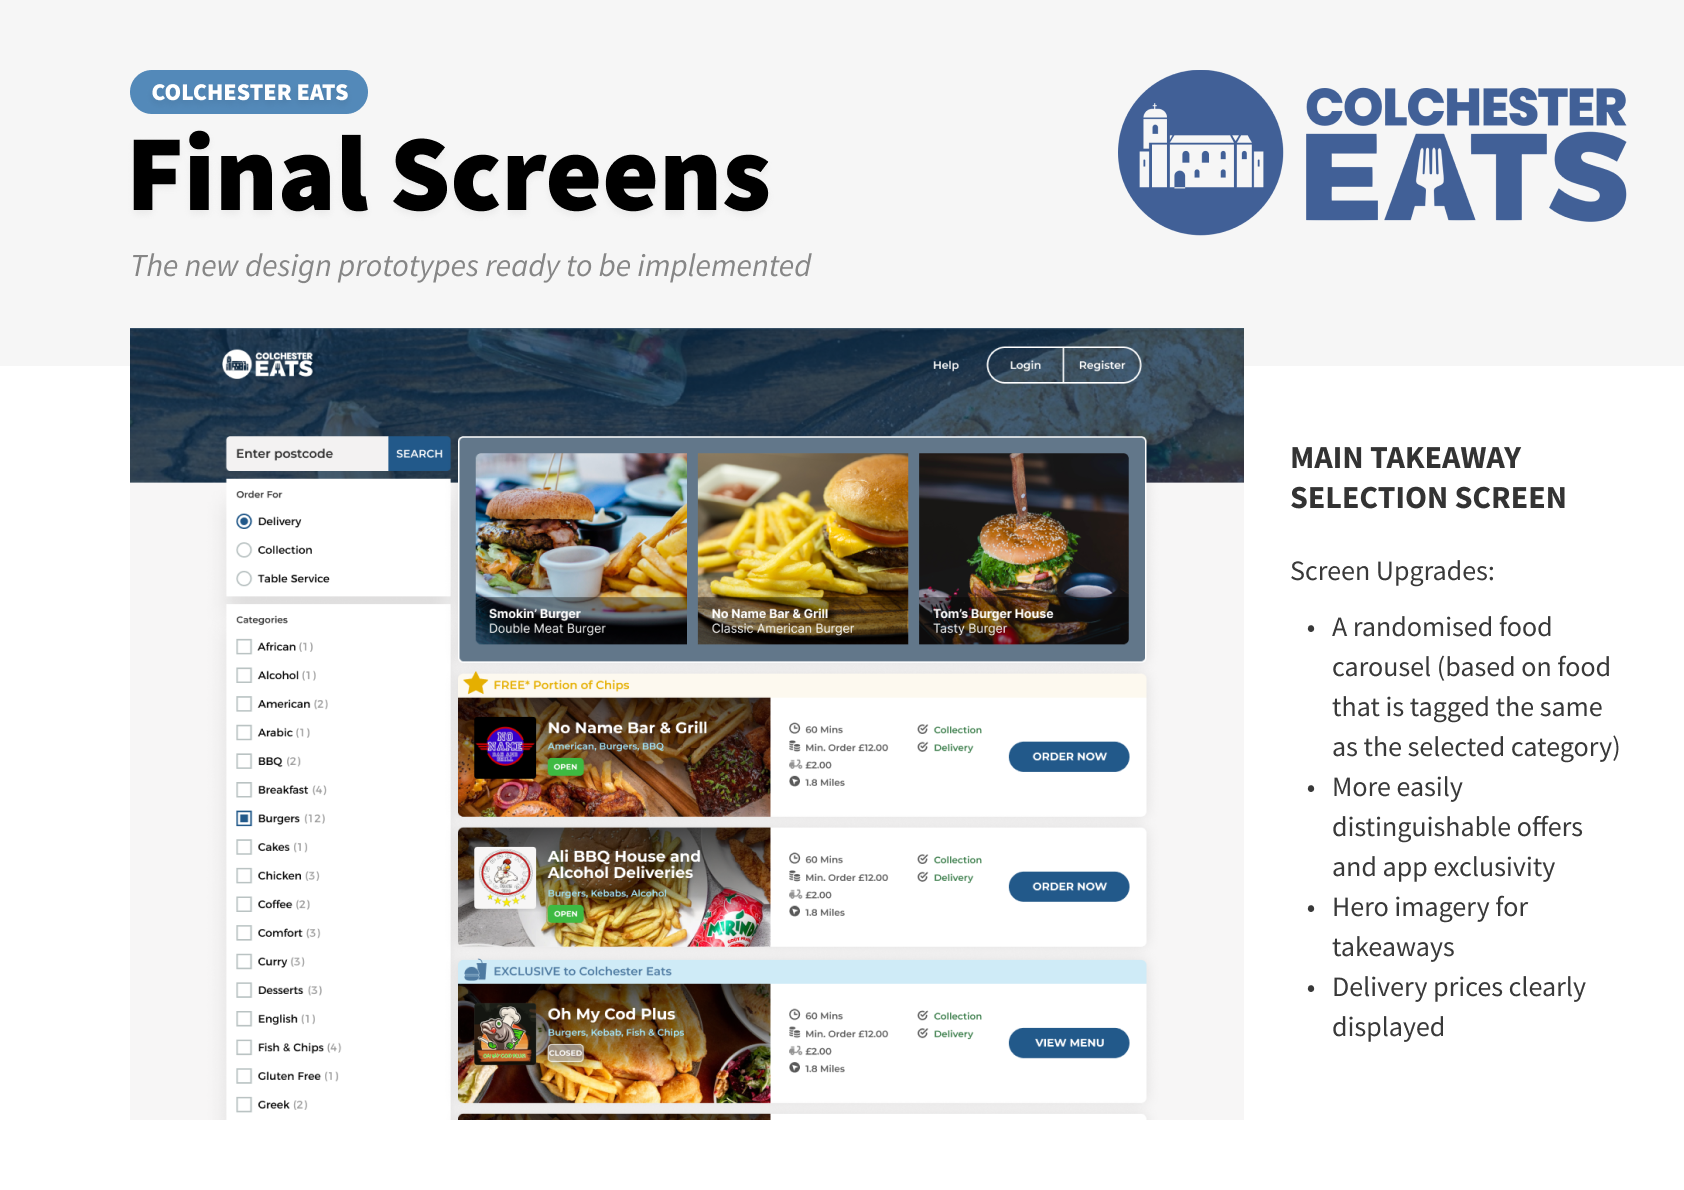 COLCHESTER EATS
Final Screens
The new design prototypes ready to be implemented
COLCHESTER
EATS
COLCHESTER
EATS
Help
Login
Register
Enter postcode
SEARCH
Order For
Delivery
Collection
Table Service
Categories
African (1)
Alcohol (1)
American (2)
Arabic (1)
BBQ (2)
Breakfast (4)
Burgers (12)
Cakes (1)
Chicken (3)
Coffee (2)
Comfort (3)
Curry (3)
Desserts (3)
English (1)
Fish & Chips (4)
Gluten Free (1)
Greek (2)
Smokin' Burger
Double Meat Burger
No Name Bar & Grill
Classic American Burger
Tom's Burger House
Tasty Burger
FREE* Portion of Chips
NO
NAME
BAR AND
GRILL
No Name Bar & Grill
American, Burgers, BBQ
OPEN
60 Mins
Min. Order £12.00
£2.00
1.8 Miles
Collection
Delivery
ORDER NOW
Ali BBQ House and
Alcohol Deliveries
Burgers, Kebabs, Alcohol
OPEN
60 Mins
Min. Order £12.00
£2.00
1.8 Miles
Collection
Delivery
ORDER NOW
EXCLUSIVE to Colchester Eats
OH MY COD PLUS
Oh My Cod Plus
Burgers, Kebab, Fish & Chips
CLOSED
60 Mins
Min. Order £12.00
£2.00
1.8 Miles
Collection
Delivery
VIEW MENU
MAIN TAKEAWAY
SELECTION SCREEN
Screen Upgrades:
• A randomised food
carousel (based on food
that is tagged the same
as the selected category)
• More easily
distinguishable offers
and app exclusivity
• Hero imagery for
takeaways
• Delivery prices clearly
displayed